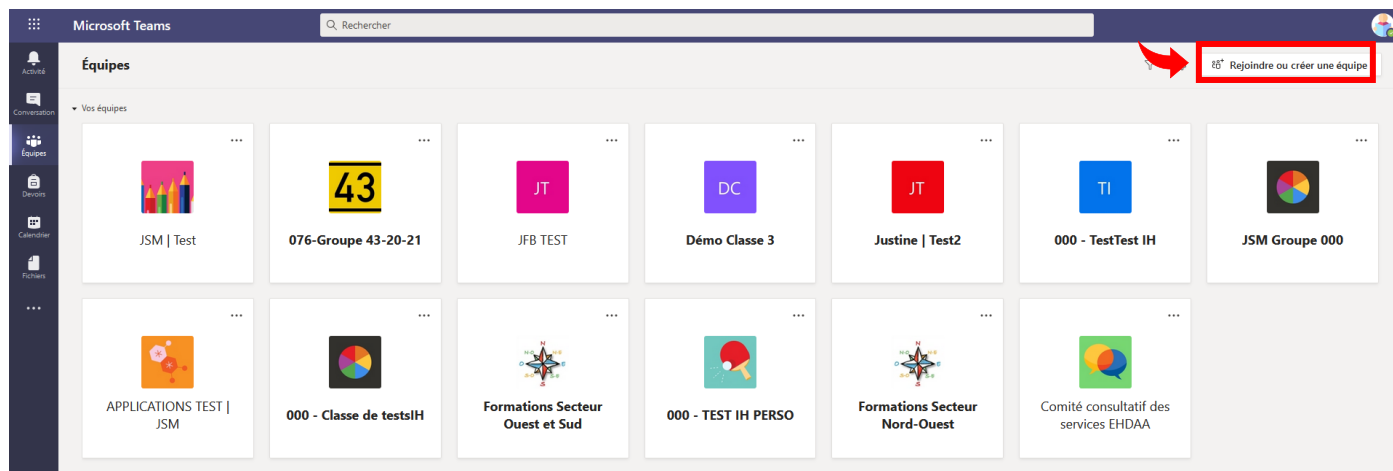 Microsoft Teams
Rechercher
Activité
Conversation
Équipes
Devoirs
Calendrier
Fichiers
Équipes
Rejoindre ou créer une équipe
Vos équipes
JSM | Test
43
076-Groupe 43-20-21
JT
JFB TEST
DC
Démo Classe 3
JT
Justine | Test2
TI
000 - TestTest IH
JSM Groupe 000
APPLICATIONS TEST |
JSM
000 - Classe de testsIH
N
N-O
O
E
S
Formations Secteur
Ouest et Sud
000 - TEST IH PERSO
N
O
E
S
Formations Secteur
Nord-Ouest
Comité consultatif des
services EHDAA